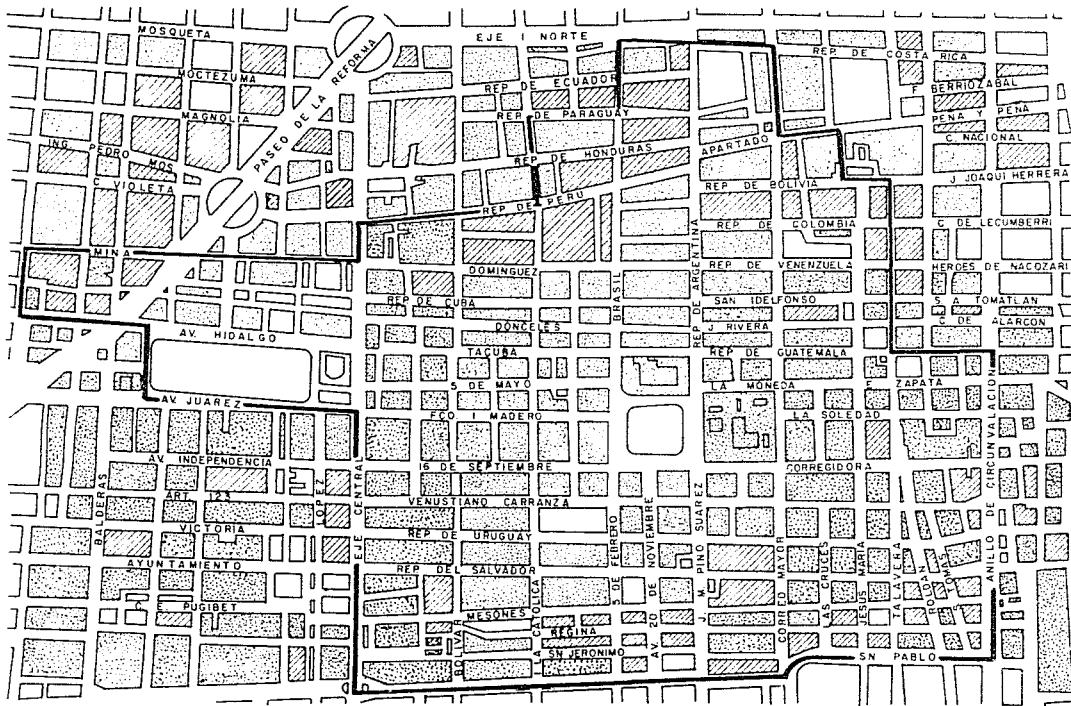 MOSQUETA
EJE I NORTE
REP DE COSTA RICA
MOCTEZUMA
PASEO DE LA REFORMA
REP DE ECUADOR
F BERRIOZABAL
MAGNOLIA
REP DE PARAGUAY
PEÑA Y PEÑA
ING. PEDRO MOS.
REP DE HONDURAS
APARTADO
C. NACIONAL
C. VIOLETA
REP DE BOLIVIA
J. JOAQUI HERRERA
REP DE PERU
REP DE COLOMBIA
C DE LECUMBERRI
MINA
DOMINGUEZ
REP DE ARGENTINA
REP DE VENENZUELA
HEROES DE NACOZARI
REP DE CUBA
BRASIL
SAN IDELFONSO
S A TOMATLAN
AV. HIDALGO
DONCELES
J. RIVERA
C DE ALARCON
TACUBA
REP DE GUATEMALA
5 DE MAYO
LA MONEDA
E ZAPATA
AV. JUAREZ
FCO I MADERO
LA SOLEDAD
AV. INDEPENDENCIA
16 DE SEPTIEMBRE
CORREGIDORA
ANILLO DE CIRCUNVALACION
BALDERAS
ART 123
LOPEZ
EJE CENTRAL
VENUSTIANO CARRANZA
VICTORIA
REP DE URUGUAY
5 DE FEBRERO
AV. 20 DE NOVIEMBRE
J. M. PINO SUAREZ
CORREO MAYOR
LAS CRUCES
JESUS MARIA
TALAVERA
ROLDAN
S TOMAS
AYUNTAMIENTO
REP DEL SALVADOR
C. E. PUGIBET
BOLIVAR
MESONES
I LA CATOLICA
REGINA
SN JERONIMO
SN PABLO